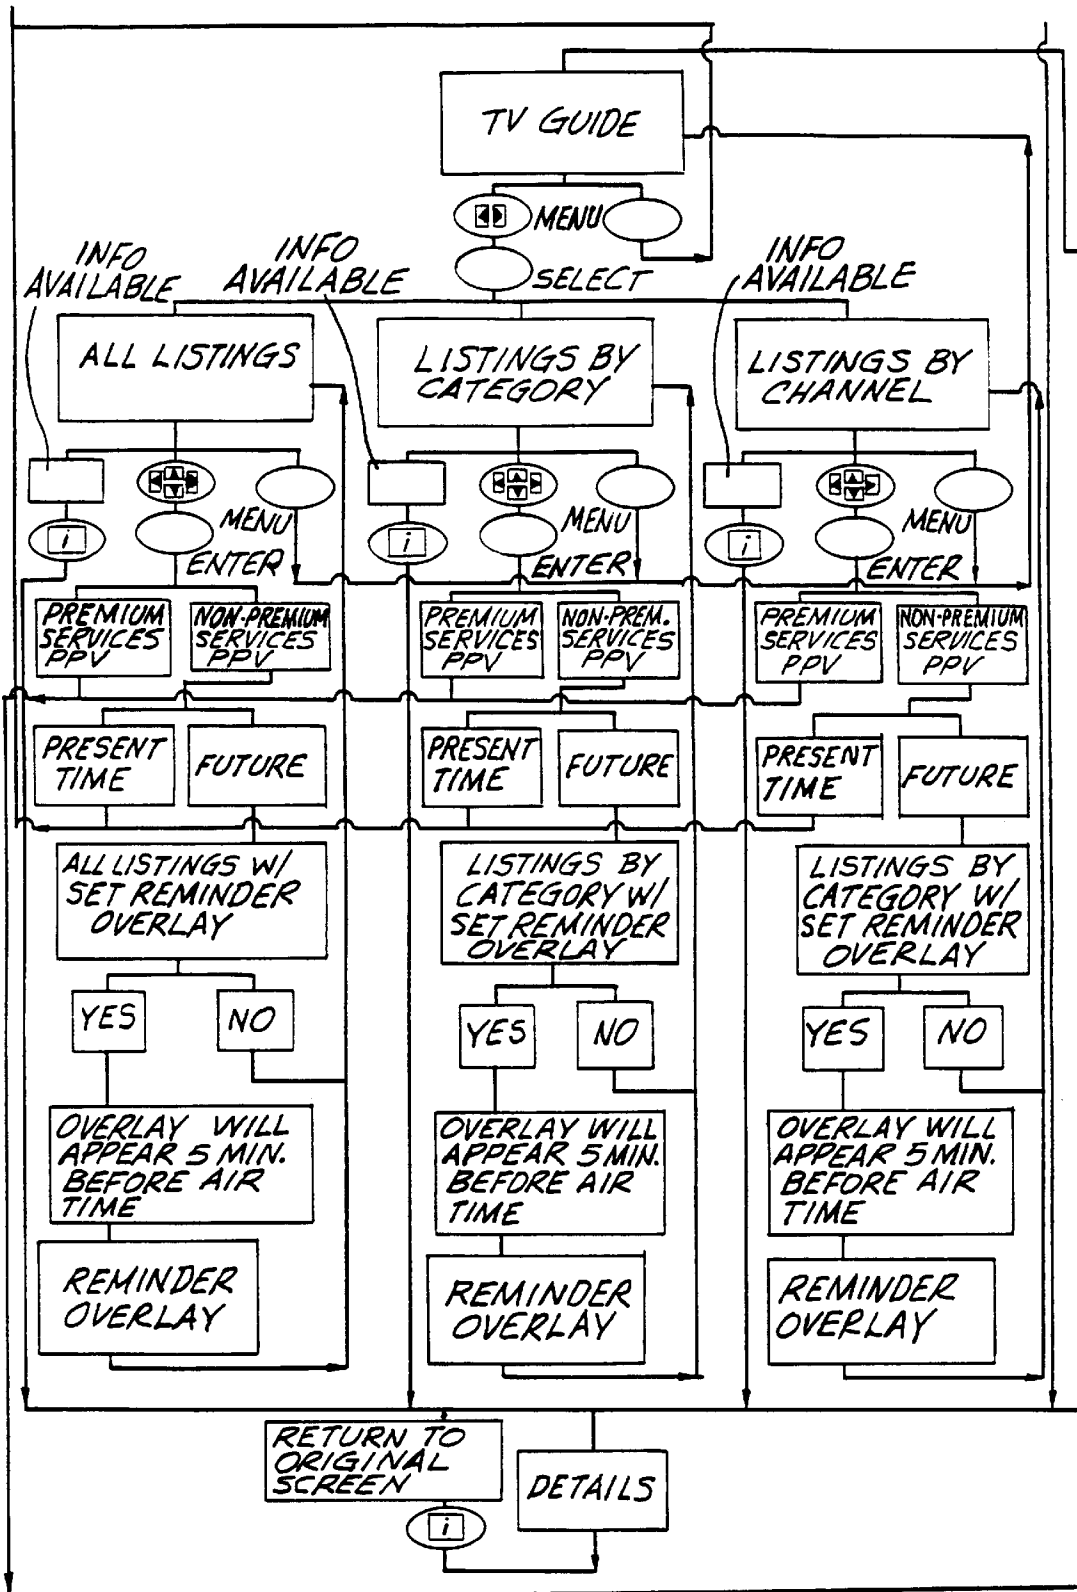 TV GUIDE
MENU
SELECT
INFO
AVAILABLE
INFO
AVAILABLE
INFO
AVAILABLE
ALL LISTINGS
LISTINGS BY
CATEGORY
LISTINGS BY
CHANNEL
i
MENU
ENTER
i
MENU
ENTER
i
MENU
ENTER
PREMIUM
SERVICES
PPV
NON-PREMIUM
SERVICES
PPV
PREMIUM
SERVICES
PPV
NON-PREM.
SERVICES
PPV
PREMIUM
SERVICES
PPV
NON-PREMIUM
SERVICES
PPV
PRESENT
TIME
FUTURE
PRESENT
TIME
FUTURE
PRESENT
TIME
FUTURE
ALL LISTINGS W/
SET REMINDER
OVERLAY
LISTINGS BY
CATEGORY W/
SET REMINDER
OVERLAY
LISTINGS BY
CATEGORY W/
SET REMINDER
OVERLAY
YES
NO
YES
NO
YES
NO
OVERLAY WILL
APPEAR 5 MIN.
BEFORE AIR
TIME
OVERLAY WILL
APPEAR 5 MIN.
BEFORE AIR
TIME
OVERLAY WILL
APPEAR 5 MIN.
BEFORE AIR
TIME
REMINDER
OVERLAY
REMINDER
OVERLAY
REMINDER
OVERLAY
RETURN TO
ORIGINAL
SCREEN
i
DETAILS